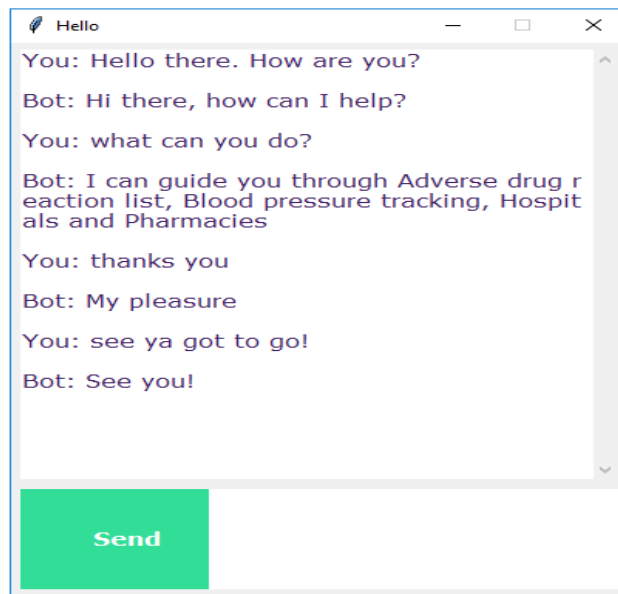 Hello
You: Hello there. How are you?
Bot: Hi there, how can I help?
You: what can you do?
Bot: I can guide you through Adverse drug r
eaction list, Blood pressure tracking, Hospit
als and Pharmacies
You: thanks you
Bot: My pleasure
You: see ya got to go!
Bot: See you!
Send